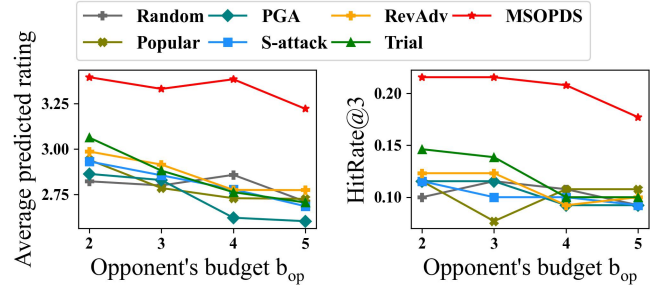 Random PGA RevAdv MSOPDS
Popular S-attack Trial
Average predicted rating
3.25
3.00
2.75
2 3 4 5
Opponent's budget b_op
HitRate@3
0.20
0.15
0.10
2 3 4 5
Opponent's budget b_op